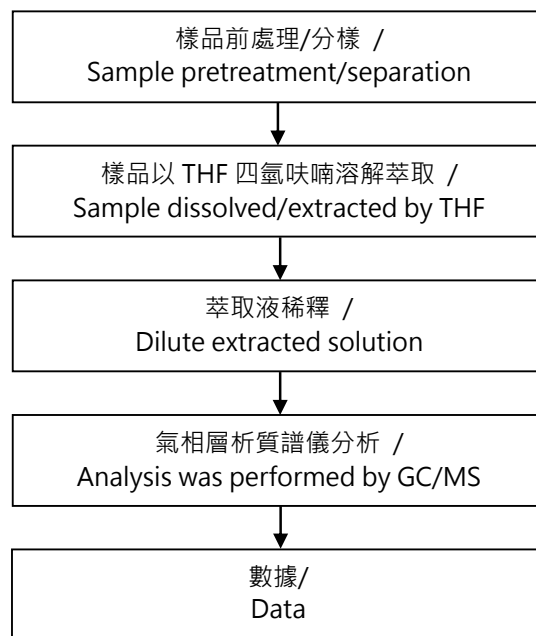 樣品前處理/分樣 /
Sample pretreatment/separation
樣品以 THF 四氫呋喃溶解萃取 /
Sample dissolved/extracted by THF
萃取液稀釋 /
Dilute extracted solution
氣相層析質譜儀分析 /
Analysis was performed by GC/MS
數據/
Data